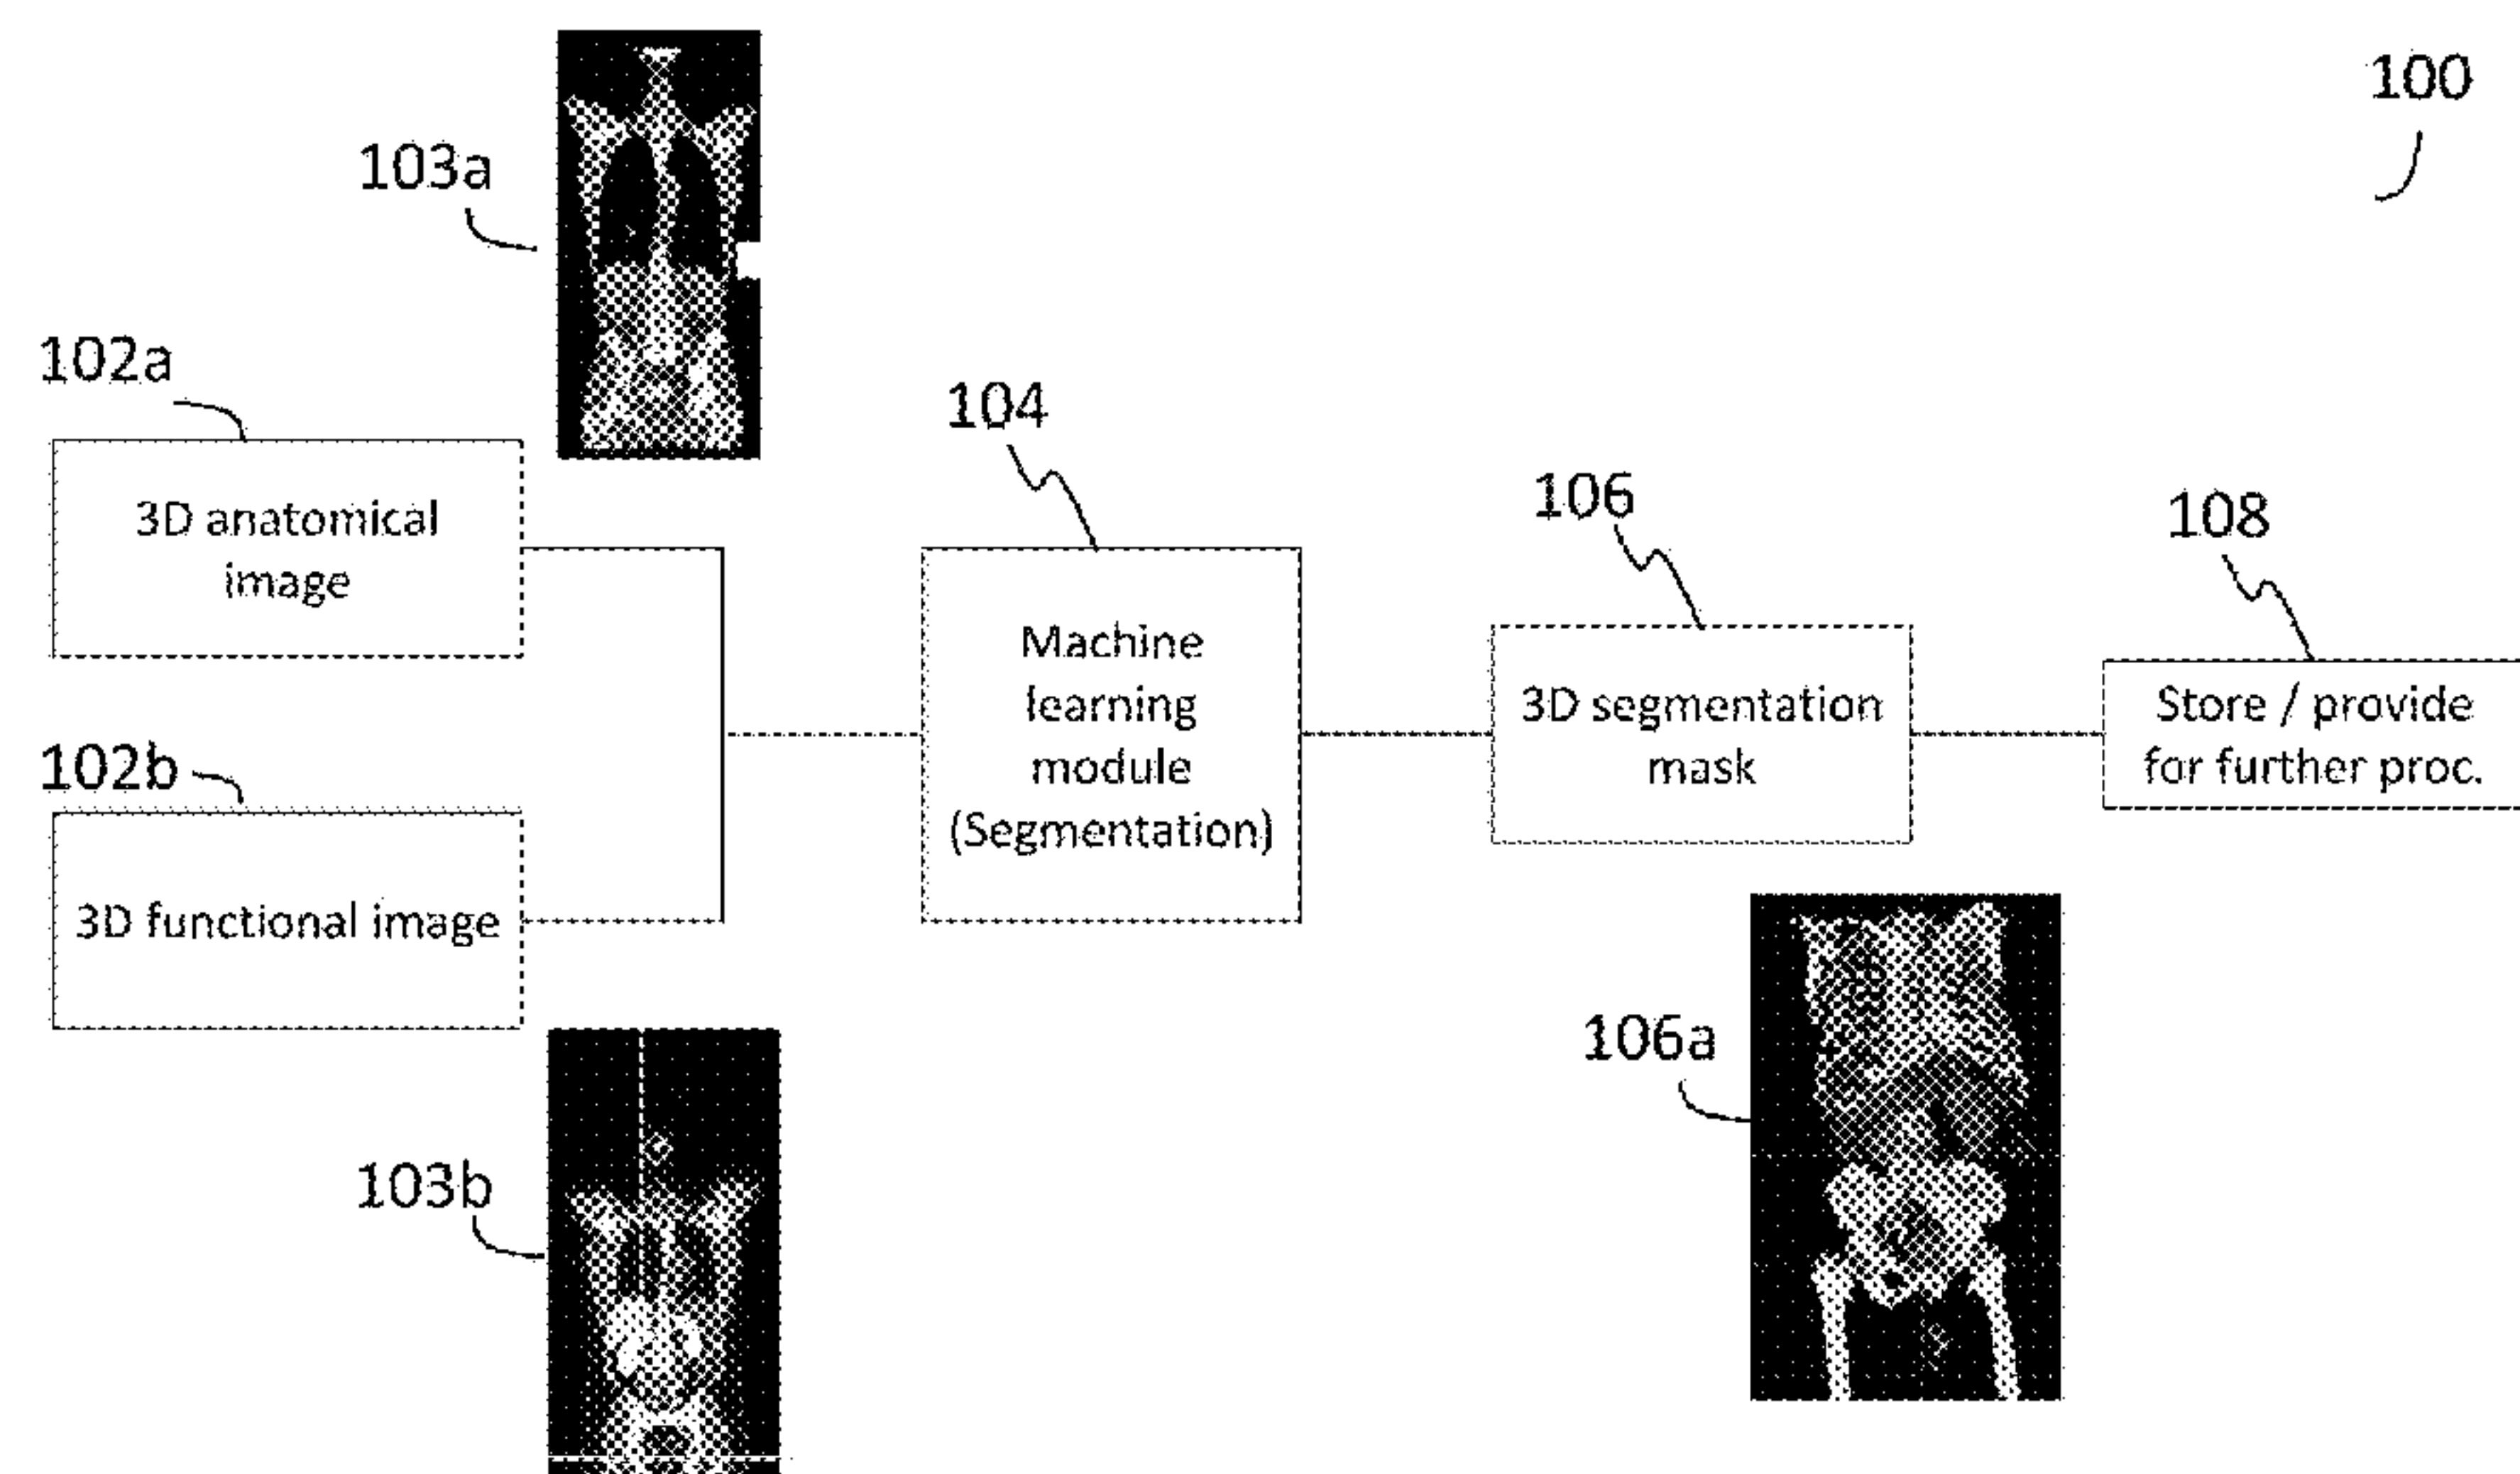 100
103a
102a
3D anatomical
image
104
Machine
learning
module
(Segmentation)
106
3D segmentation
mask
108
Store / provide
for further proc.
102b
3D functional image
103b
106a